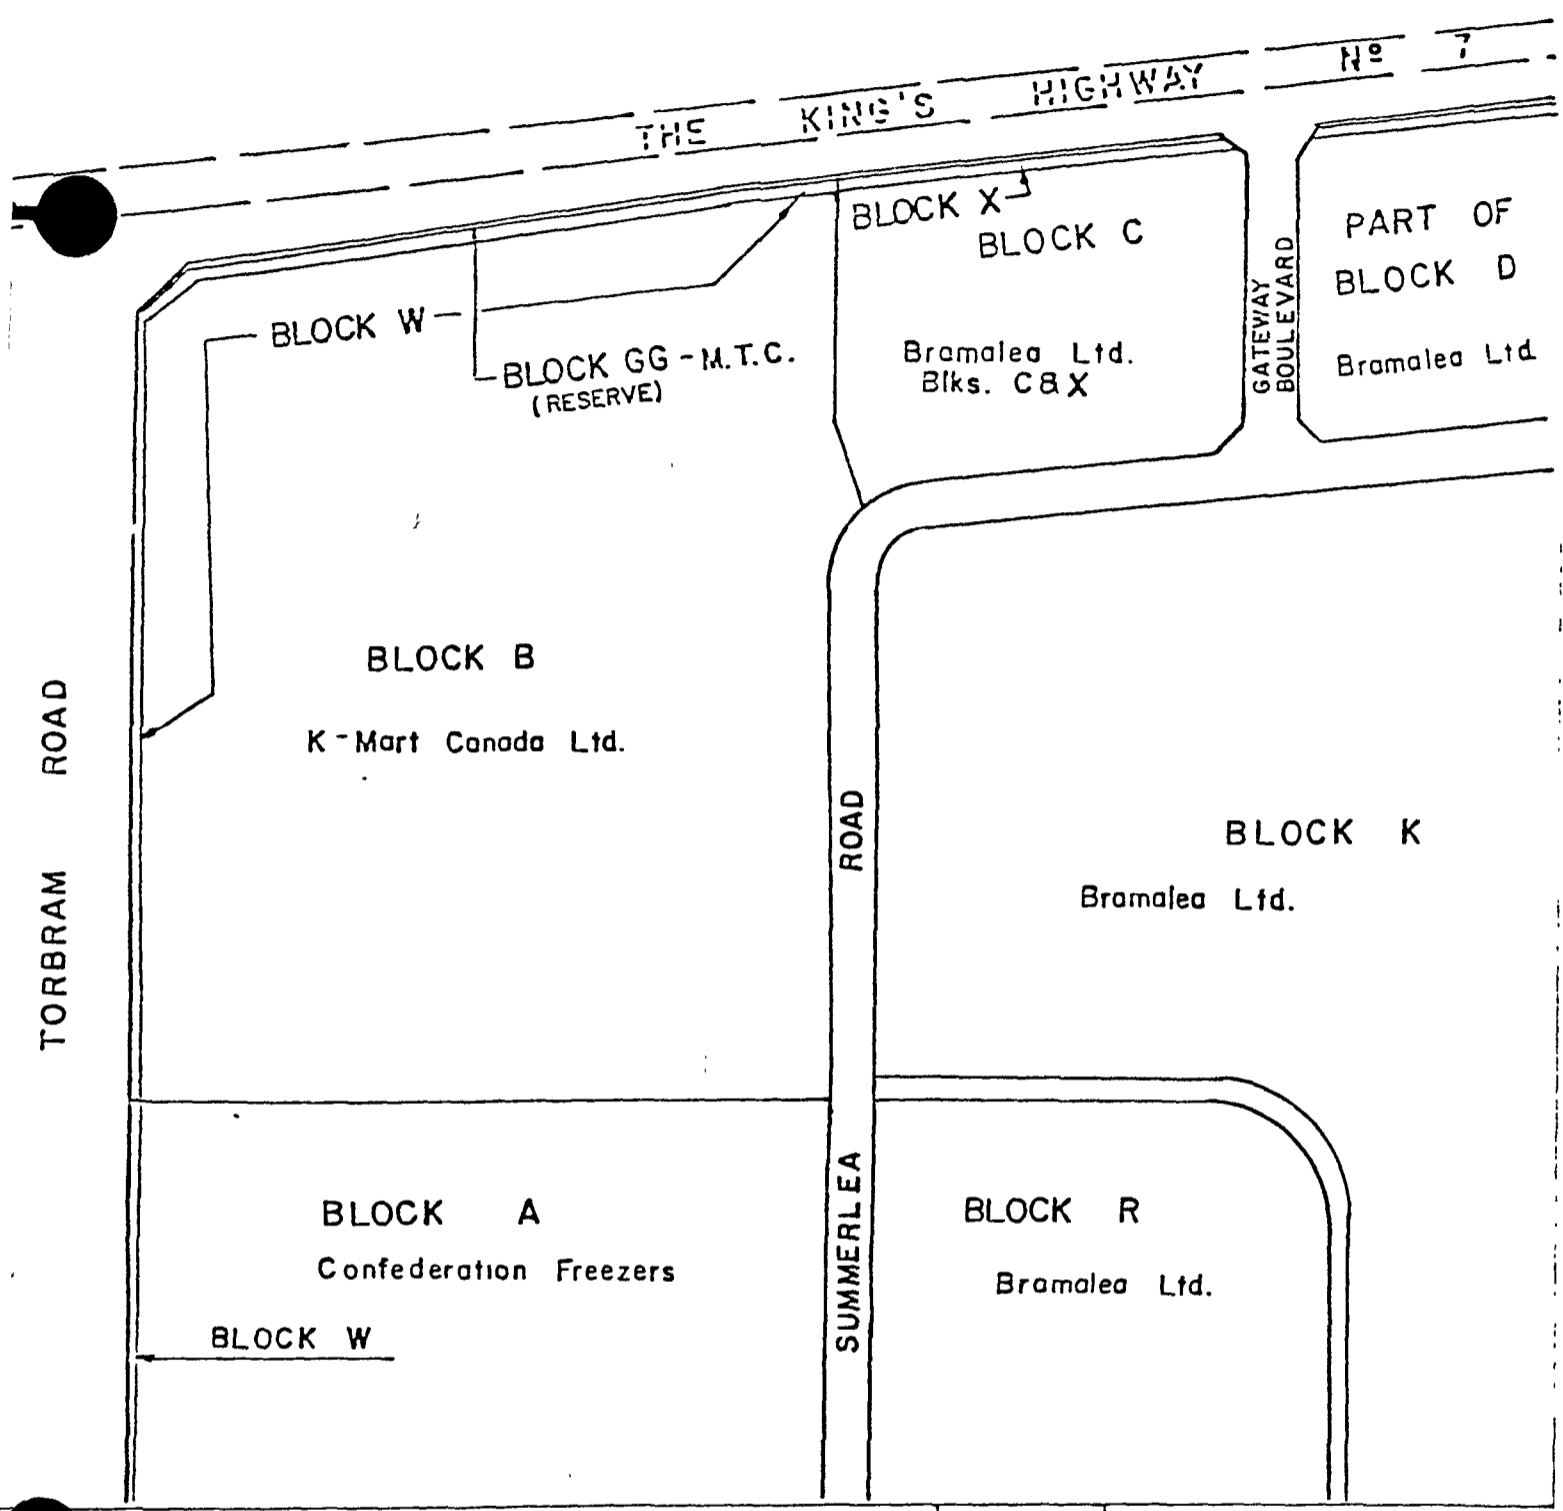 THE KING'S HIGHWAY Nº 7
BLOCK X
BLOCK C
PART OF
BLOCK D
BLOCK W
BLOCK GG - M.T.C.
(RESERVE)
Bramalea Ltd.
Blks. C & X
GATEWAY
BOULEVARD
Bramalea Ltd
BLOCK B
K-Mart Canada Ltd.
TORBRAM ROAD
SUMMERLEA ROAD
BLOCK K
Bramalea Ltd.
BLOCK A
Confederation Freezers
BLOCK R
Bramalea Ltd.
BLOCK W